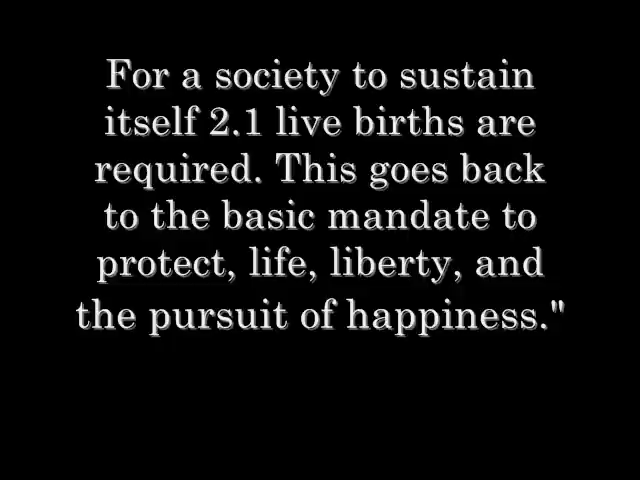 For a society to sustain
itself 2.1 live births are
required. This goes back
to the basic mandate to
protect, life, liberty, and
the pursuit of happiness."